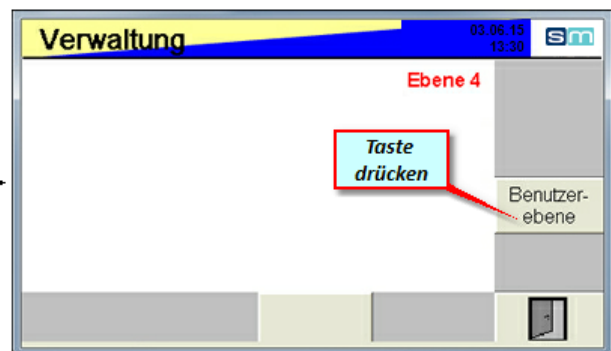 Verwaltung
03.06.15
13:30
sm
Ebene 4
Taste
drücken
Benutzer-
ebene